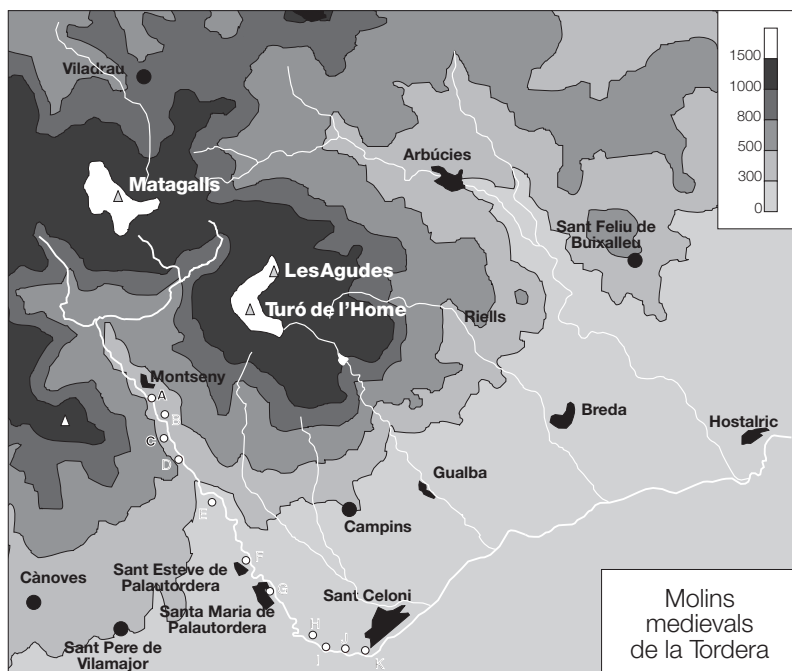 Viladrau
1500
1000
800
500
300
0
Arbúcies
Matagalls
Sant Feliu de
Buixalleu
Les Agudes
Turó de l'Home
Riells
Montseny
A
B
C
D
E
Breda
Hostalric
Gualba
Campins
F
Sant Esteve de
Palautordera
G
Cànoves
Sant Celoni
Santa Maria de
Palautordera
H
I
J
K
Sant Pere de
Vilamajor
Molins
medievals
de la Tordera